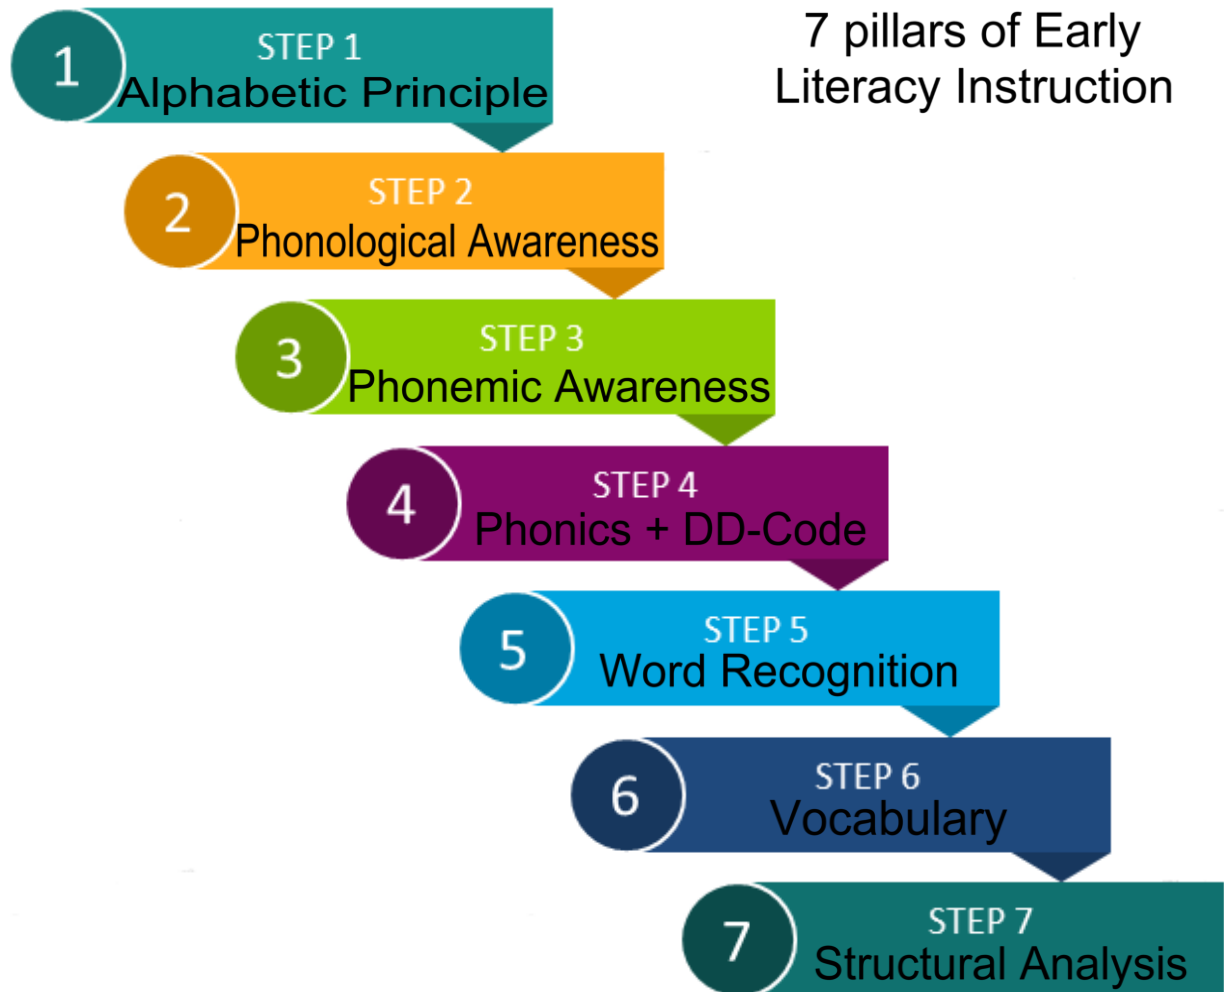 7 pillars of Early
Literacy Instruction
1
STEP 1
Alphabetic Principle
2
STEP 2
Phonological Awareness
3
STEP 3
Phonemic Awareness
4
STEP 4
Phonics + DD-Code
5
STEP 5
Word Recognition
6
STEP 6
Vocabulary
7
STEP 7
Structural Analysis